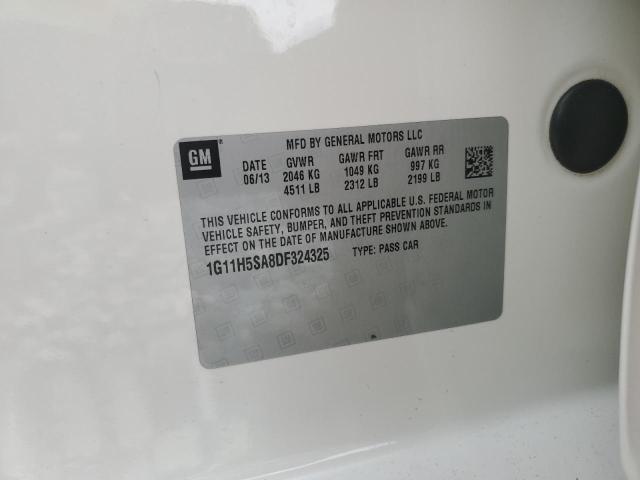 GM
MFD BY GENERAL MOTORS LLC
DATE GVWR GAWR FRT GAWR RR
06/13 2046 KG 1049 KG 997 KG
4511 LB 2312 LB 2199 LB
THIS VEHICLE CONFORMS TO ALL APPLICABLE U.S. FEDERAL MOTOR
VEHICLE SAFETY, BUMPER, AND THEFT PREVENTION STANDARDS IN
EFFECT ON THE DATE OF MANUFACTURE SHOWN ABOVE.
1G11H5SA8DF324325 TYPE: PASS CAR